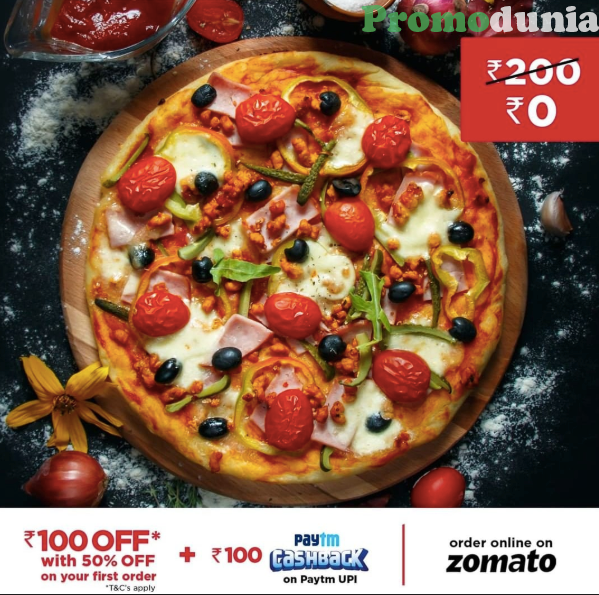 Promodunia
₹200
₹0
₹100 OFF*
with 50% OFF
on your first order
*T&C's apply
+
₹100
paytm
CASHBACK
on Paytm UPI
order online on
zomato